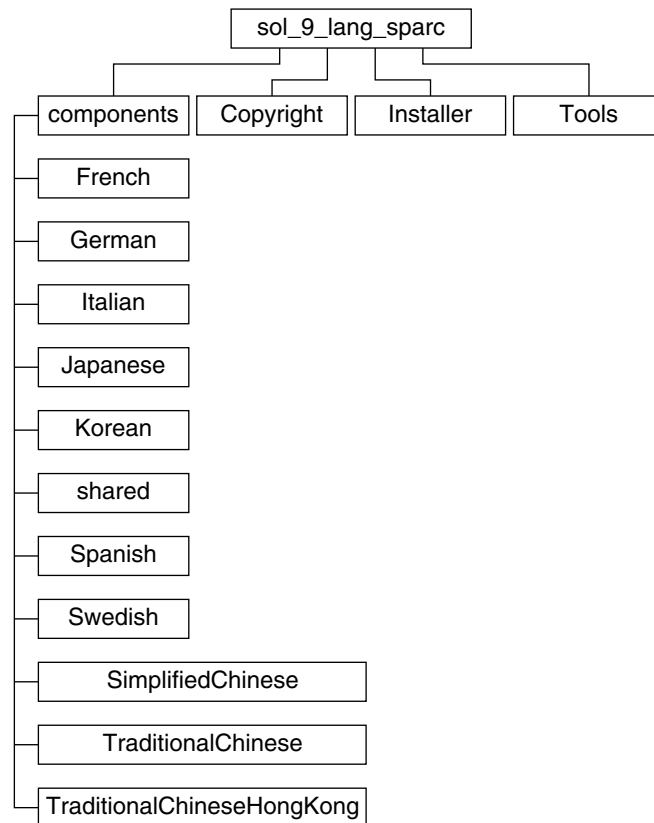 sol_9_lang_sparc
components
Copyright
Installer
Tools
French
German
Italian
Japanese
Korean
shared
Spanish
Swedish
SimplifiedChinese
TraditionalChinese
TraditionalChineseHongKong